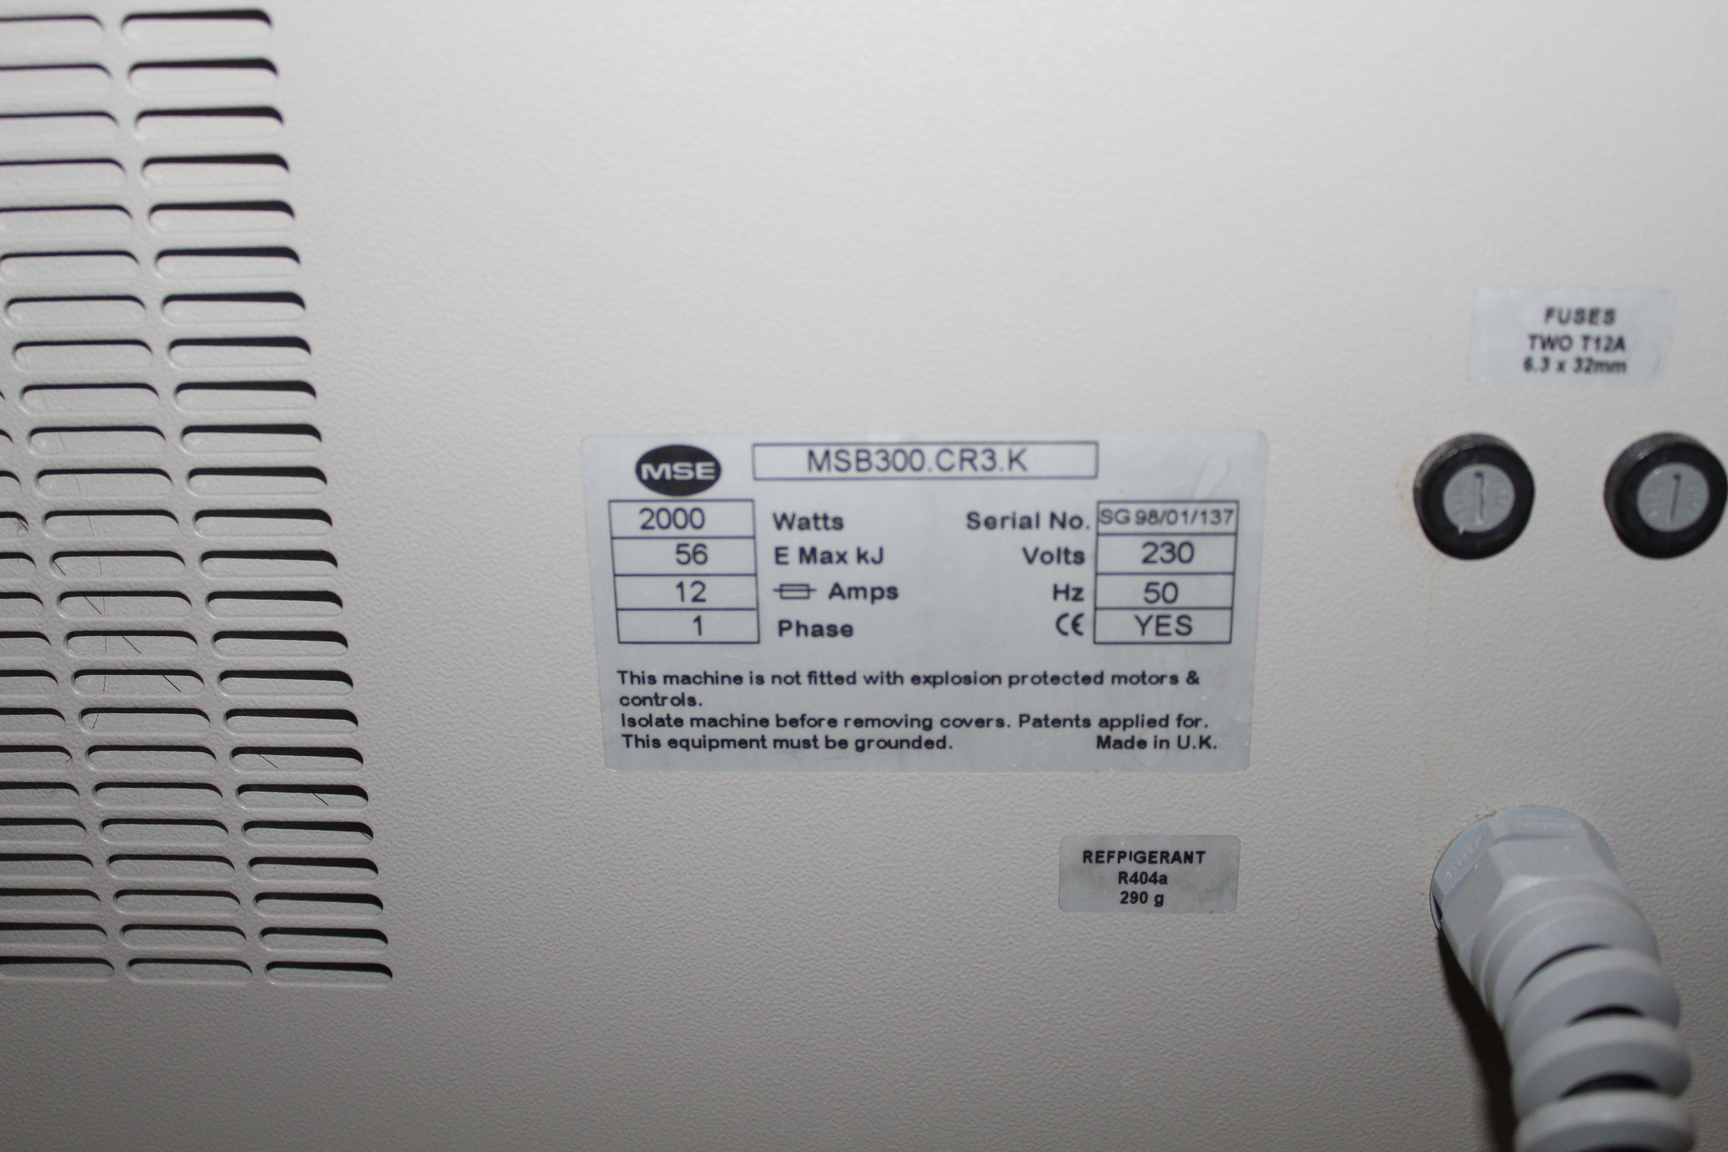 FUSES
TWO T12A
6.3 x 32mm
MSE MSB300.CR3.K
2000 Watts Serial No. SG 98/01/137
56 E Max kJ Volts 230
12 Amps Hz 50
1 Phase CE YES
This machine is not fitted with explosion protected motors &
controls.
Isolate machine before removing covers. Patents applied for.
This equipment must be grounded. Made in U.K.
REFRIGERANT
R404a
290 g